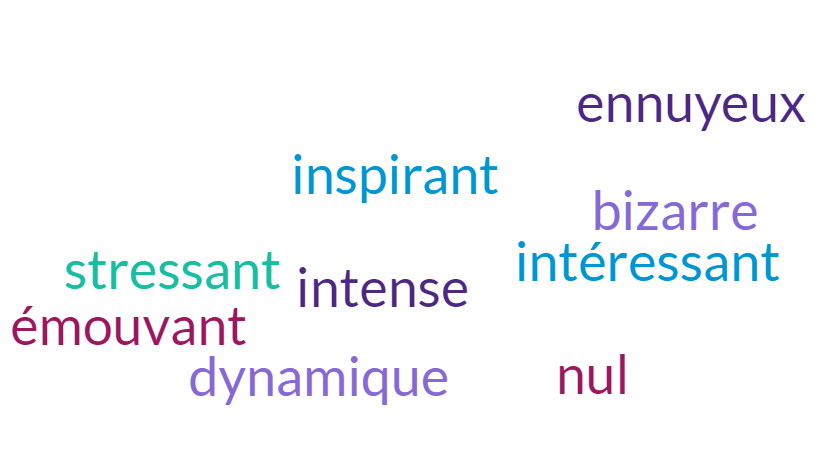 ennuyeux
inspirant
bizarre
intéressant
stressant
intense
émouvant
dynamique
nul